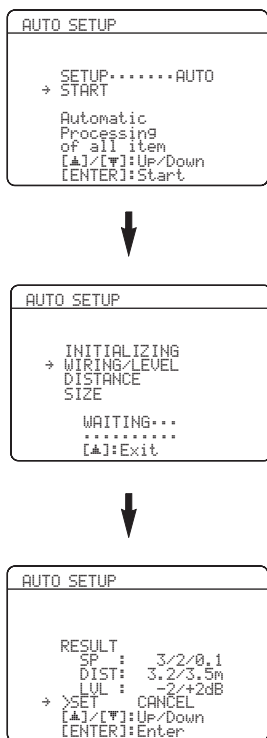 AUTO SETUP
SETUP·······AUTO
→ START
Automatic
Processing
of all item
[▲]/[▼]:Up/Down
[ENTER]:Start
AUTO SETUP
INITIALIZING
→ WIRING/LEVEL
DISTANCE
SIZE
WAITING···
··········
[▲]:Exit
AUTO SETUP
RESULT
SP : 3/2/0.1
DIST: 3.2/3.5m
LVL : -2/+2dB
→ >SET CANCEL
[▲]/[▼]:Up/Down
[ENTER]:Enter